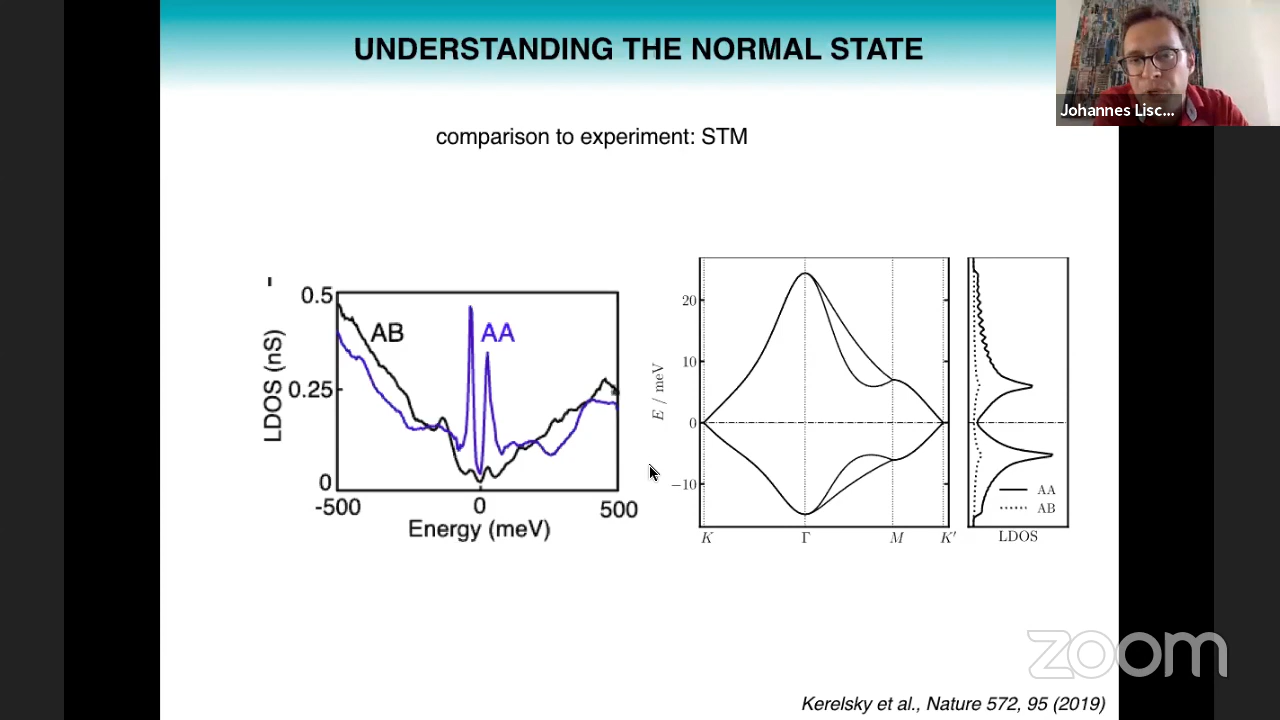 UNDERSTANDING THE NORMAL STATE
Johannes Lisc...
comparison to experiment: STM
0.5
0.25
0
LDOS (nS)
AB
AA
-500
0
500
Energy (meV)
20
10
0
−10
E / meV
K
Γ
M
K′
AA
AB
LDOS
zoom
Kerelsky et al., Nature 572, 95 (2019)